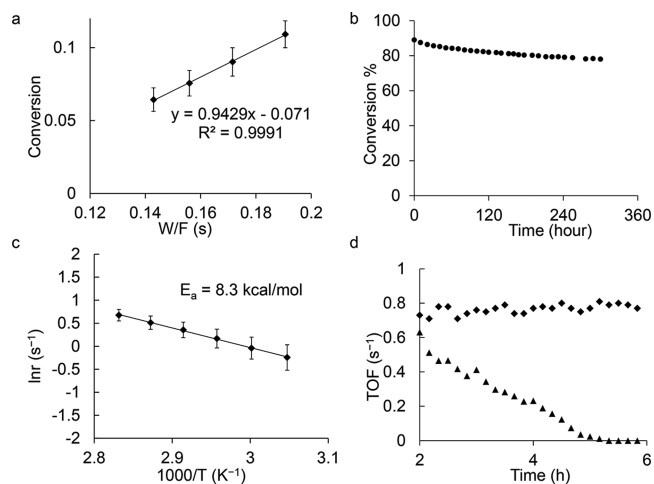 a
0.1
0.05
0
Conversion
y = 0.9429x - 0.071
R² = 0.9991
0.12 0.14 0.16 0.18 0.2
W/F (s)
b
100
80
60
40
20
0
Conversion %
0 120 240 360
Time (hour)
c
2
1.5
1
0.5
0
-0.5
-1
-1.5
-2
lnr (s⁻¹)
Eₐ = 8.3 kcal/mol
2.8 2.9 3 3.1
1000/T (K⁻¹)
d
1
0.8
0.6
0.4
0.2
0
TOF (s⁻¹)
2 4 6
Time (h)